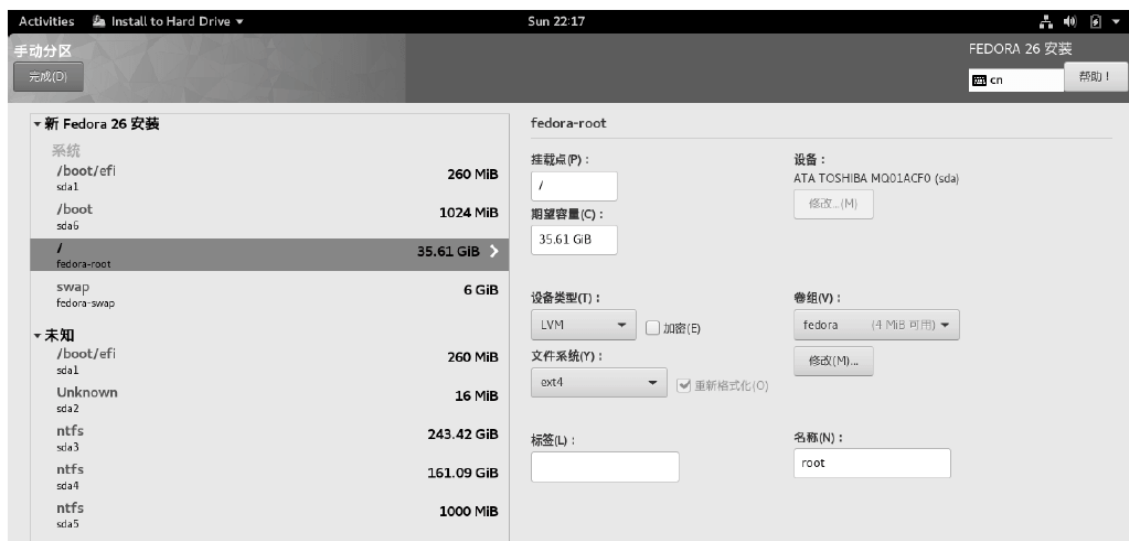 Activities Install to Hard Drive Sun 22:17
手动分区 FEDORA 26 安装
完成(D) cn 帮助！
新 Fedora 26 安装
系统
/boot/efi 260 MiB
sda1
/boot 1024 MiB
sda6
/ 35.61 GiB
fedora-root
swap 6 GiB
fedora-swap
未知
/boot/efi 260 MiB
sda1
Unknown 16 MiB
sda2
ntfs 243.42 GiB
sda3
ntfs 161.09 GiB
sda4
ntfs 1000 MiB
sda5
fedora-root
挂载点(P)： 设备：
/ ATA TOSHIBA MQ01ACF0 (sda)
修改...(M)
期望容量(C)：
35.61 GiB
设备类型(T)： 卷组(V)：
LVM 加密(E) fedora (4 MiB 可用)
文件系统(Y)： 修改(M)...
ext4 重新格式化(O)
标签(L)： 名称(N)：
root